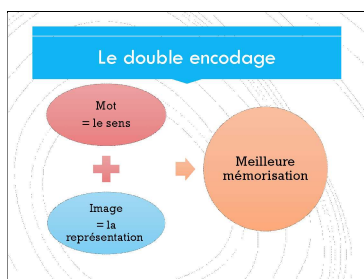 Le double encodage
Mot
= le sens
Image
= la
représentation
Meilleure
mémorisation